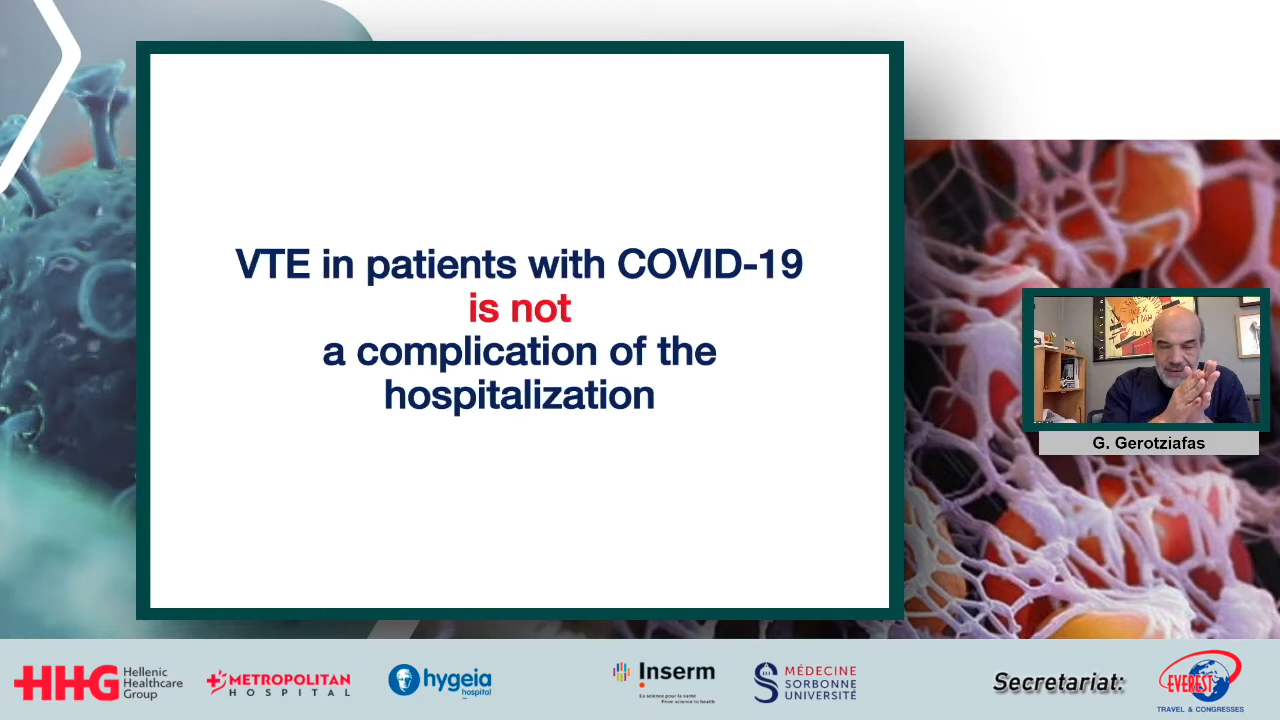 VTE in patients with COVID-19
is not
a complication of the
hospitalization
G. Gerotziafas
HHG Hellenic
Healthcare
Group
METROPOLITAN
HOSPITAL
hygeia
hospital
Inserm
La science pour la santé
From science to health
MÉDECINE
SORBONNE
UNIVERSITÉ
Secretariat:
EVEREST
TRAVEL & CONGRESSES